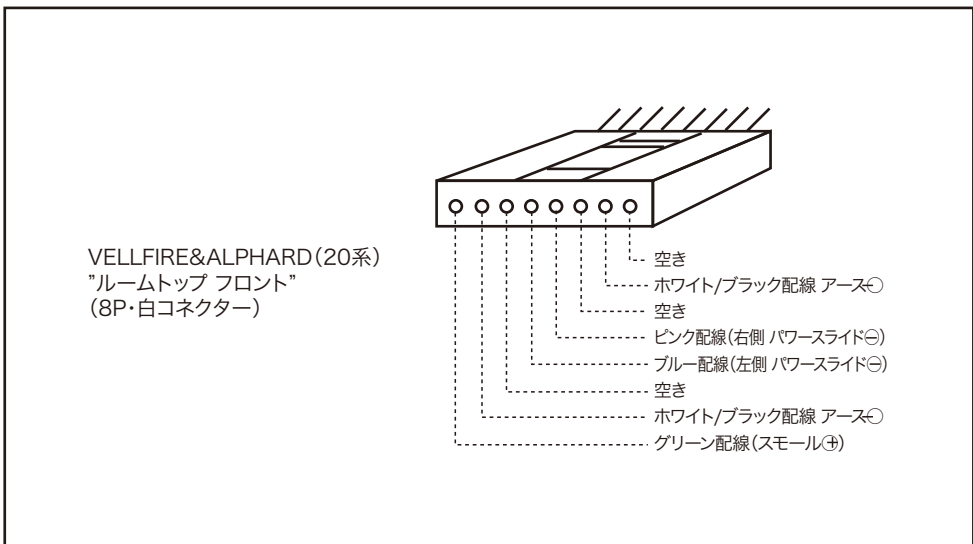 VELLFIRE&ALPHARD(20系)
"ルームトップ フロント"
(8P・白コネクター)
空き
ホワイト/ブラック配線 アース⊖
空き
ピンク配線(右側 パワースライド⊖)
ブルー配線(左側 パワースライド⊖)
空き
ホワイト/ブラック配線 アース⊖
グリーン配線(スモール⊕)